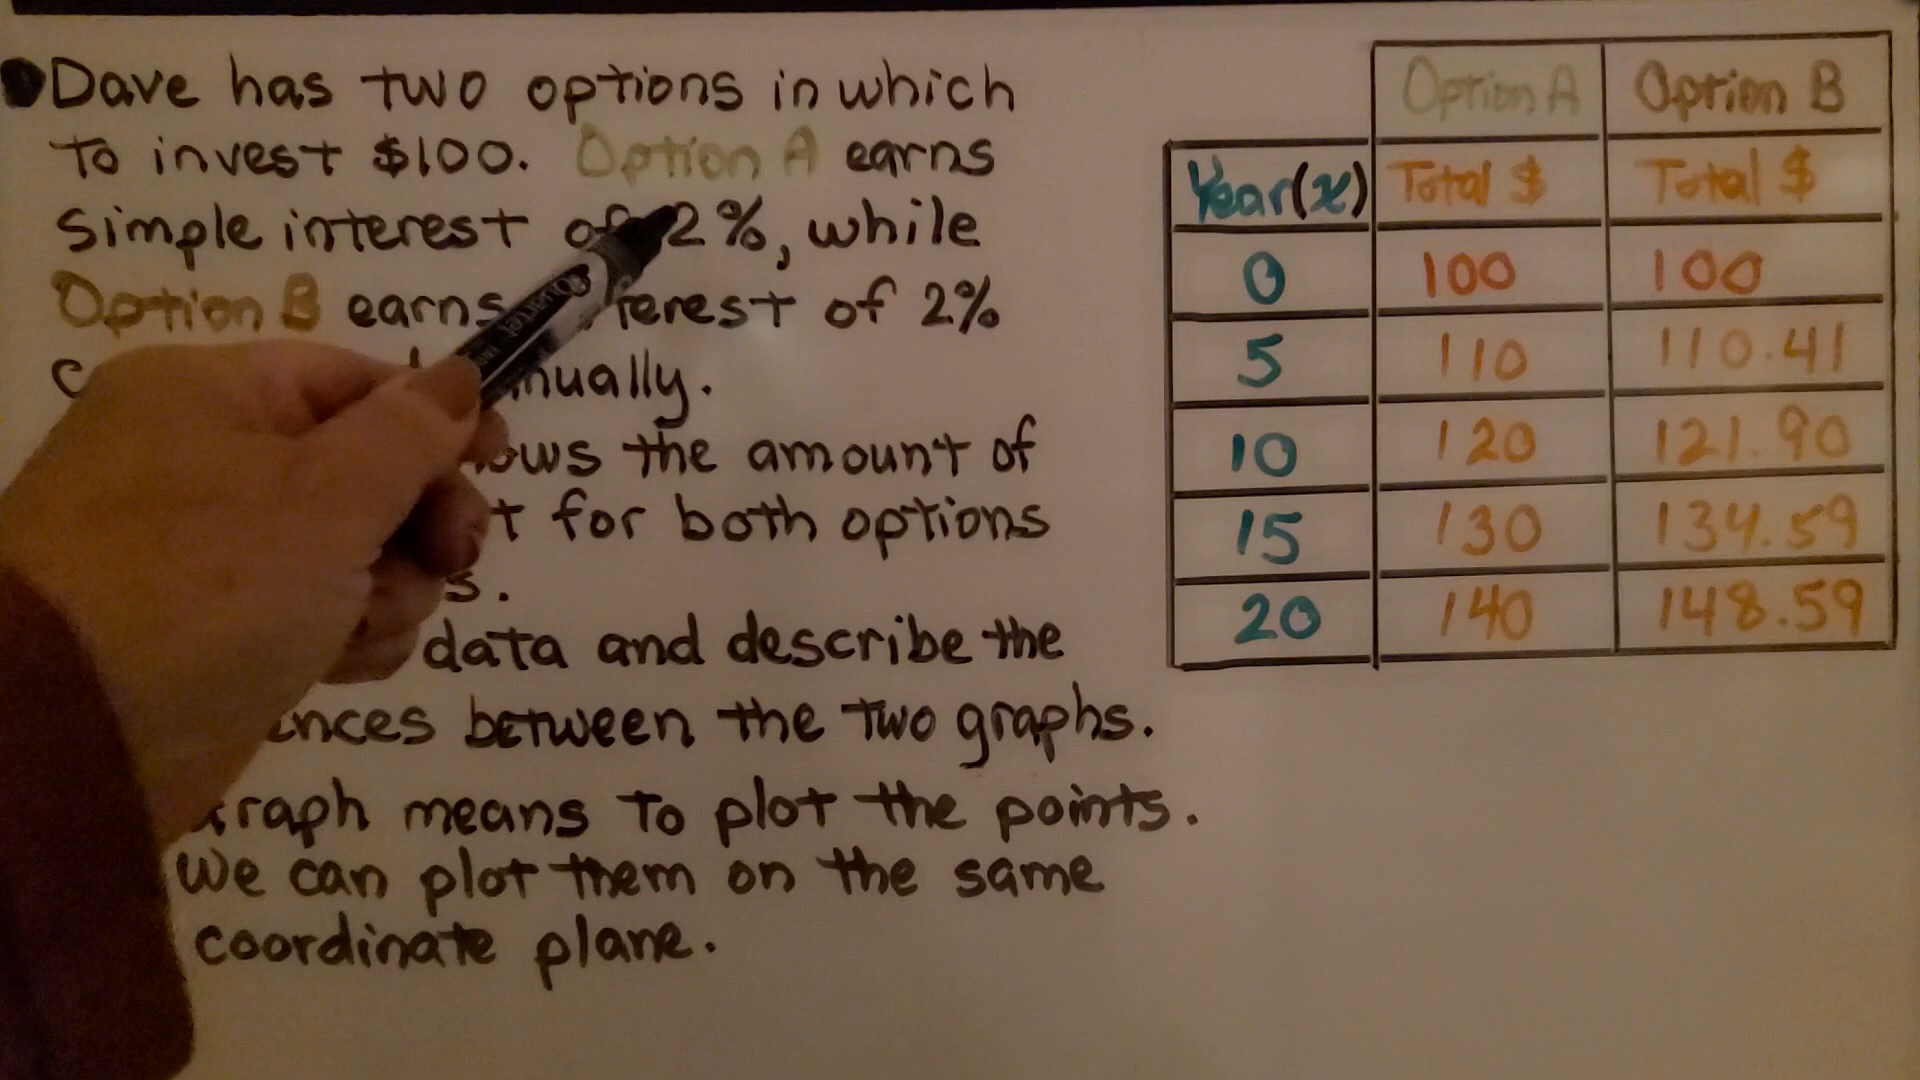 Dave has two options in which
to invest $100. Option A earns
simple interest of 2%, while
Option B earns interest of 2%
annually.
the amount of
for both options
data and describe the
between the two graphs.
graph means to plot the points.
We can plot them on the same
coordinate plane.
Option A Option B
Year(x) Total $ Total $
0 100 100
5 110 110.41
10 120 121.90
15 130 134.59
20 140 148.59
Quartet